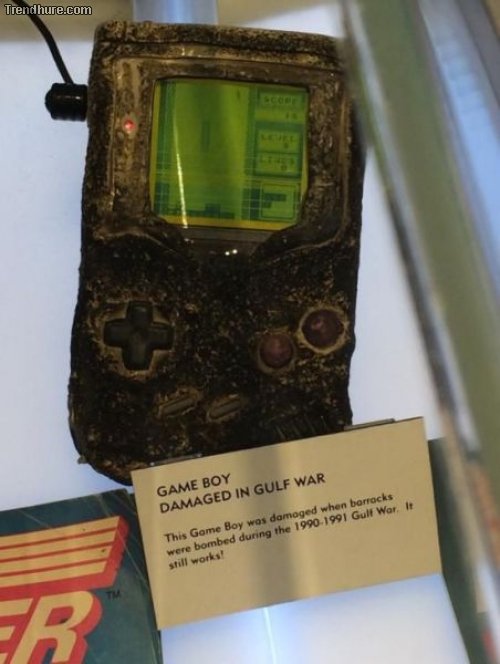 Trendhure.com
SCORE
LEVEL
LINES
GAME BOY
DAMAGED IN GULF WAR
This Game Boy was damaged when barracks
were bombed during the 1990-1991 Gulf War. It
still works!
TM
ER